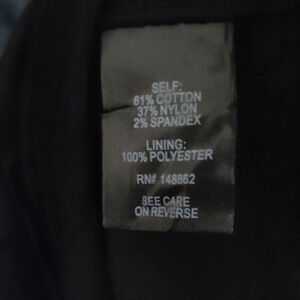 SELF:
61% COTTON
37% NYLON
2% SPANDEX
LINING:
100% POLYESTER
RN# 148862
SEE CARE
ON REVERSE